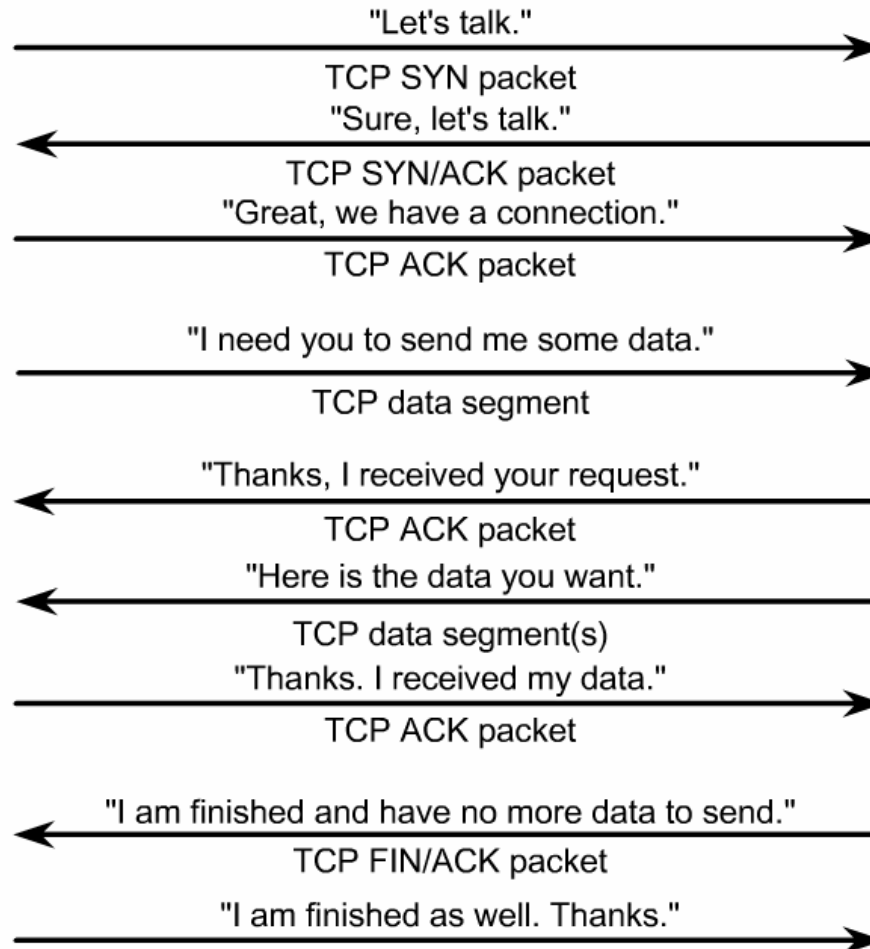 "Let's talk."
TCP SYN packet
"Sure, let's talk."
TCP SYN/ACK packet
"Great, we have a connection."
TCP ACK packet
"I need you to send me some data."
TCP data segment
"Thanks, I received your request."
TCP ACK packet
"Here is the data you want."
TCP data segment(s)
"Thanks. I received my data."
TCP ACK packet
"I am finished and have no more data to send."
TCP FIN/ACK packet
"I am finished as well. Thanks."